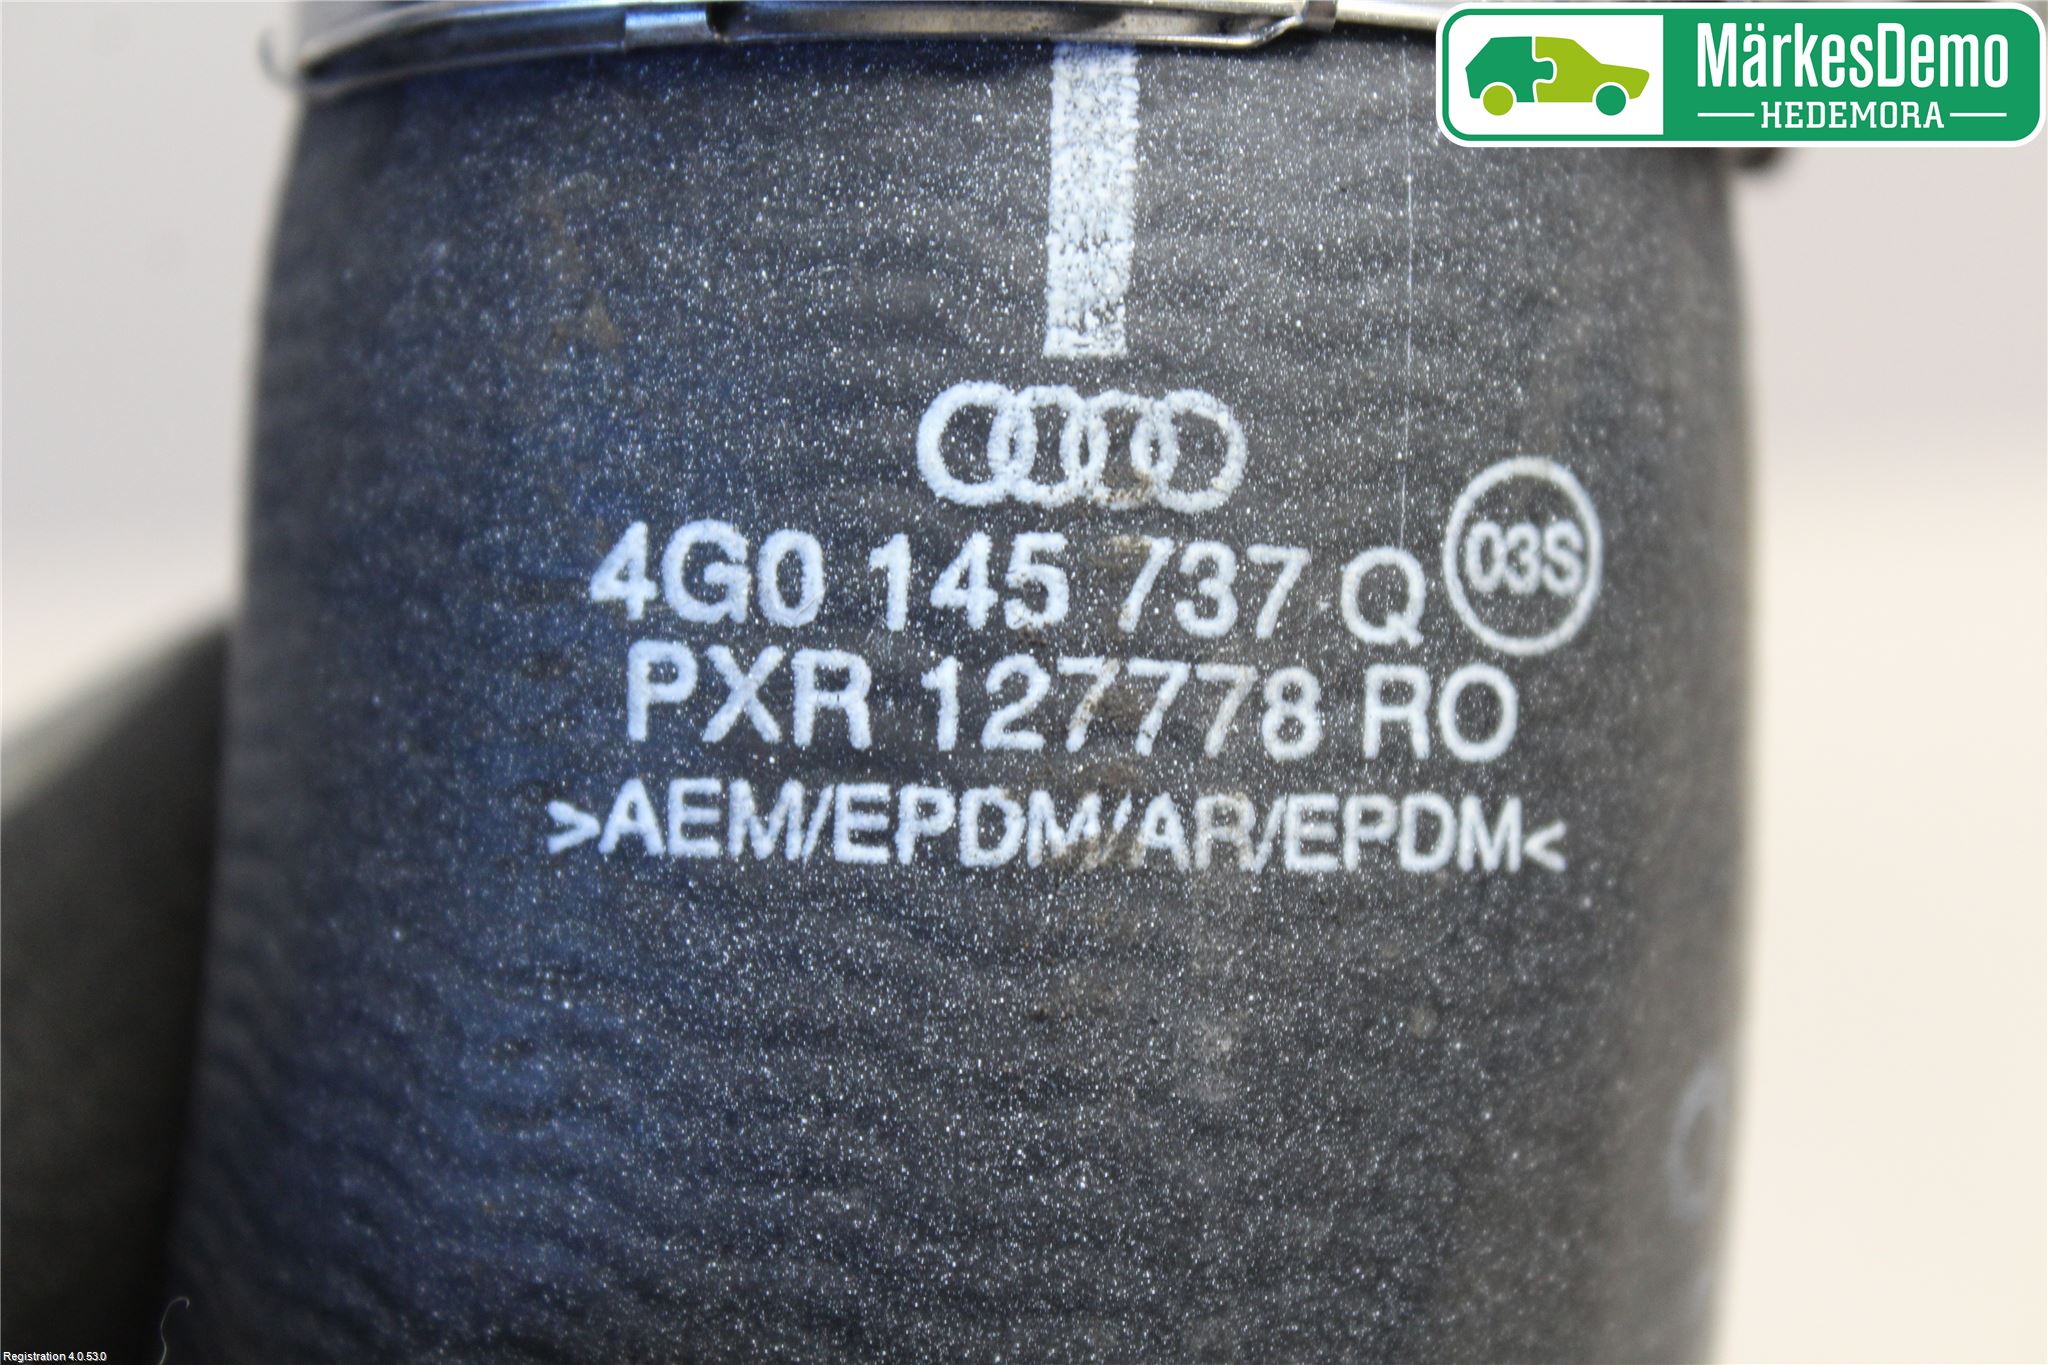 MärkesDemo
HEDEMORA
4G0 145 737 Q 03S
PXR 127778 RO
>AEM/EPDM/AR/EPDM<
Registration 4.0.53.0